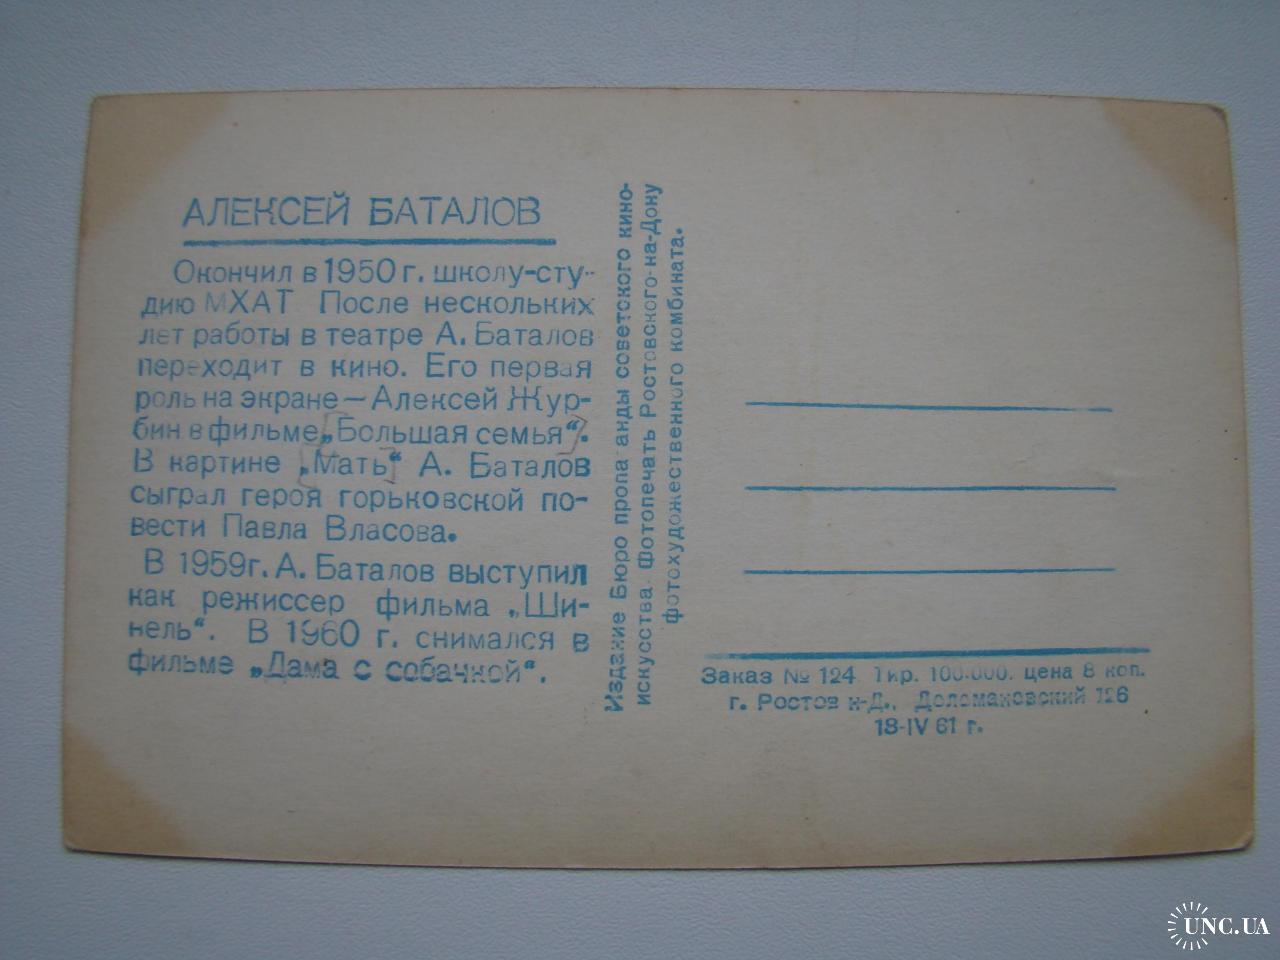 АЛЕКСЕЙ БАТАЛОВ
Окончил в 1950 г. школу-сту-
дию МХАТ После нескольких
лет работы в театре А. Баталов
переходит в кино. Его первая
роль на экране — Алексей Жур-
бин в фильме „Большая семья“.
В картине „Мать“ А. Баталов
сыграл героя горьковской по-
вести Павла Власова.
В 1959г. А. Баталов выступил
как режиссер фильма „Ши-
нель“. В 1960 г. снимался в
фильме „Дама с собачкой“.
Издание Бюро пропа анды советского кино-
искусства. Фотопечать Ростовского-на-Дону
фотохудожественного комбината.
Заказ № 124. Тир. 100.000. цена 8 коп.
г. Ростов н-Д., Доломановский 126
18-IV 61 г.
UNC.UA